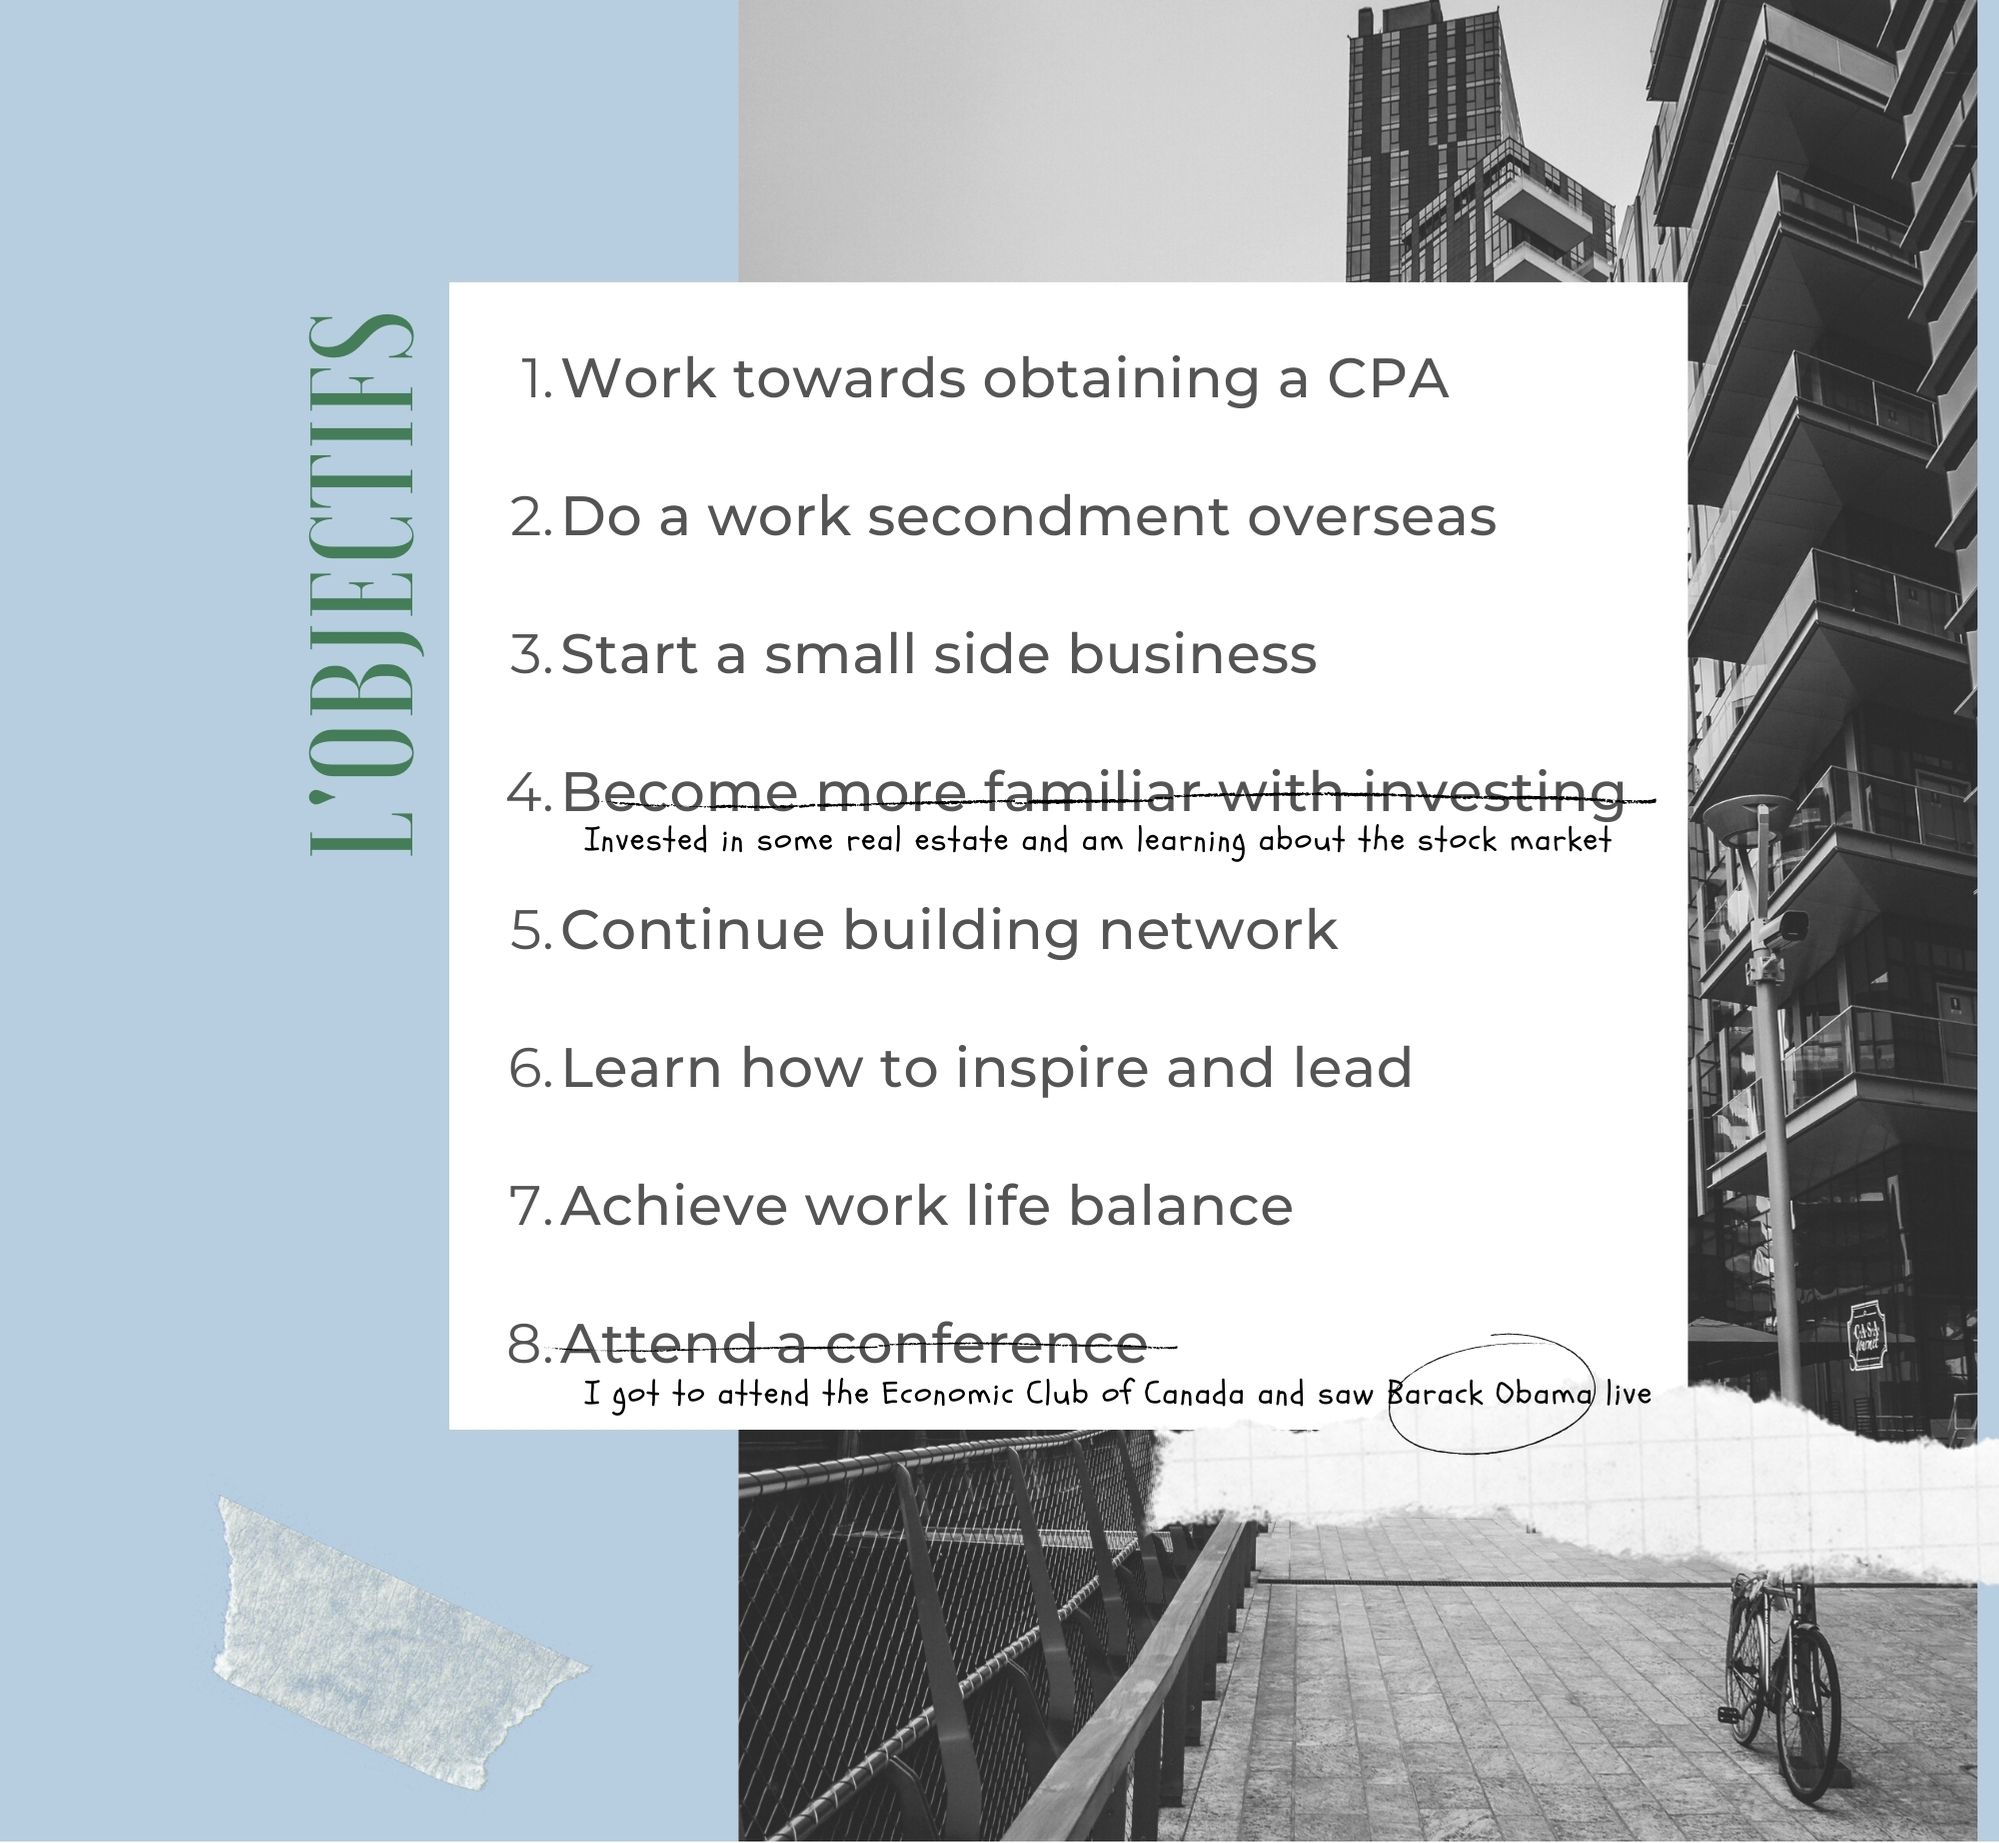 L'OBJECTIFS
1. Work towards obtaining a CPA
2. Do a work secondment overseas
3. Start a small side business
4. Become more familiar with investing
Invested in some real estate and am learning about the stock market
5. Continue building network
6. Learn how to inspire and lead
7. Achieve work life balance
8. Attend a conference
I got to attend the Economic Club of Canada and saw Barack Obama live
CASA